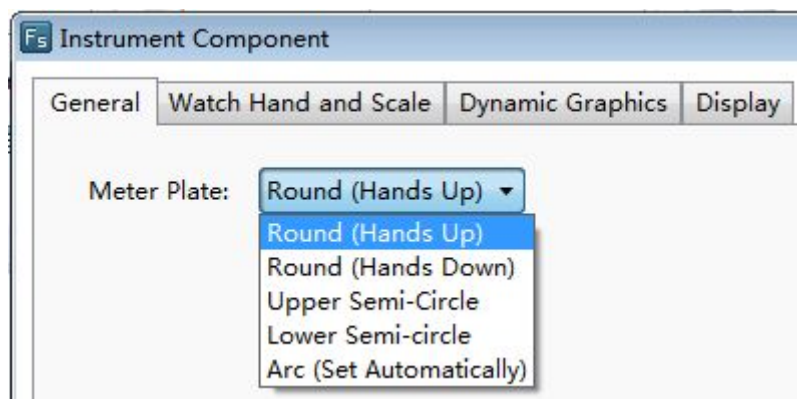 Fs Instrument Component
General Watch Hand and Scale Dynamic Graphics Display
Meter Plate: Round (Hands Up)
Round (Hands Up)
Round (Hands Down)
Upper Semi-Circle
Lower Semi-circle
Arc (Set Automatically)